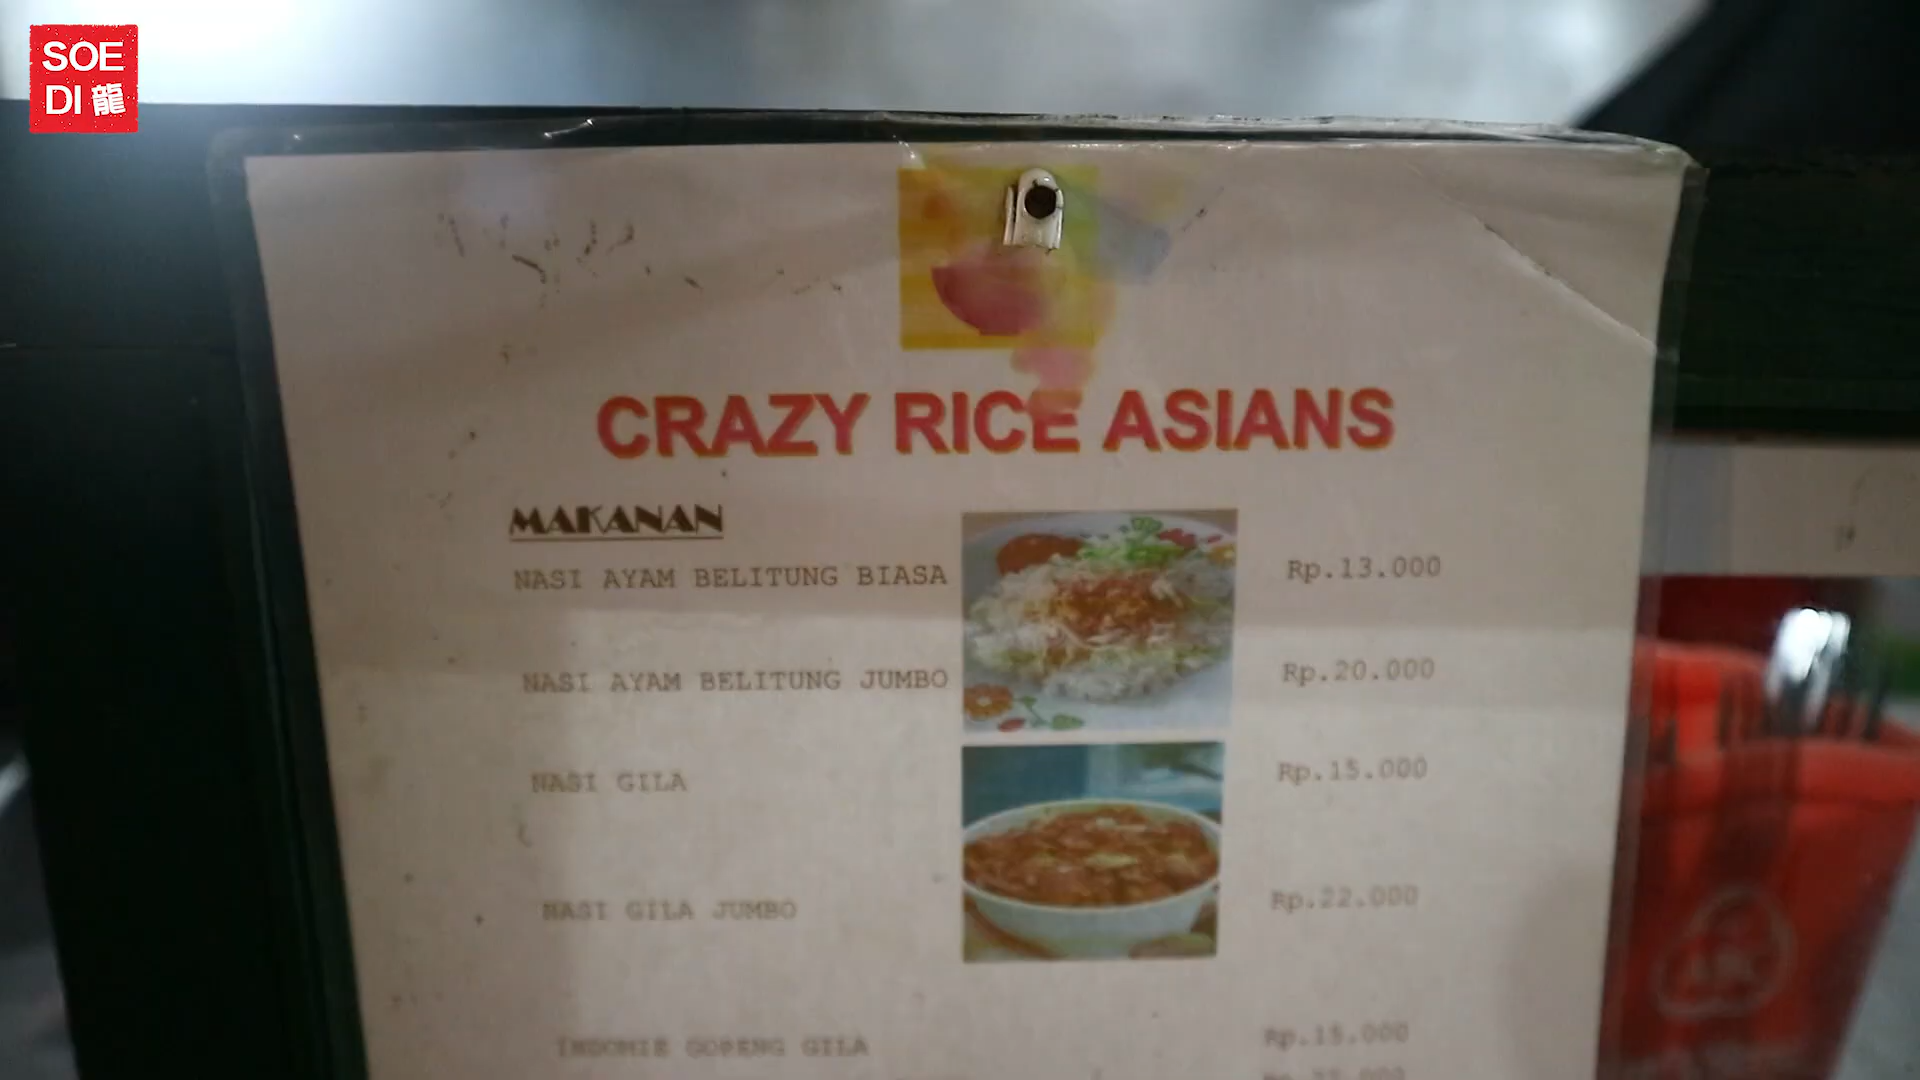 SOE
DI 龍
CRAZY RICE ASIANS
MAKANAN
NASI AYAM BELITUNG BIASA Rp.13.000
NASI AYAM BELITUNG JUMBO Rp.20.000
NASI GILA Rp.15.000
NASI GILA JUMBO Rp.22.000
INDOMIE GORENG GILA Rp.15.000